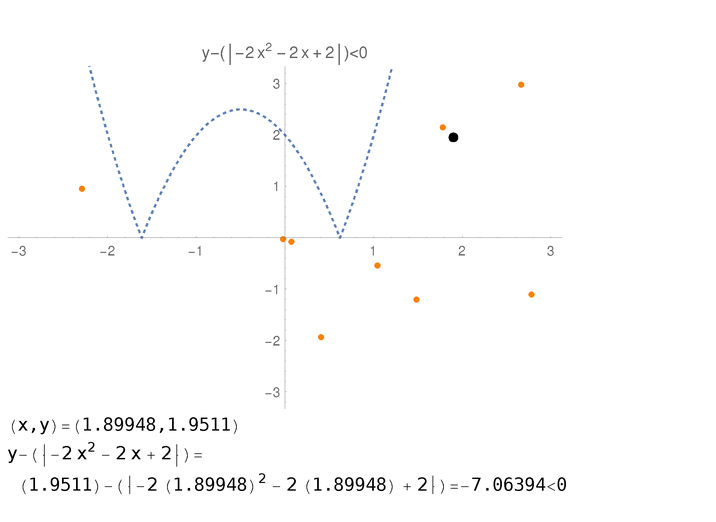 y−(|−2 x² − 2 x + 2|)<0
3
2
1
−3 −2 −1 1 2 3
−1
−2
−3
(x,y)=(1.89948,1.9511)
y−(|−2 x² − 2 x + 2|)=
(1.9511)−(|−2 (1.89948)² − 2 (1.89948) + 2|)=−7.06394<0